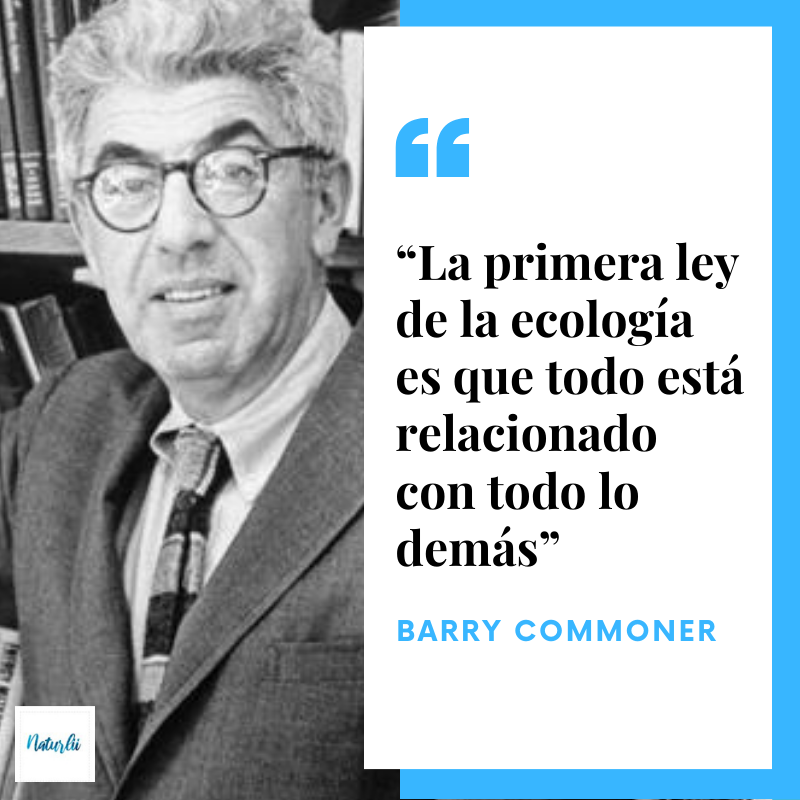 “La primera ley
de la ecología
es que todo está
relacionado
con todo lo
demás”
BARRY COMMONER
Naturlii